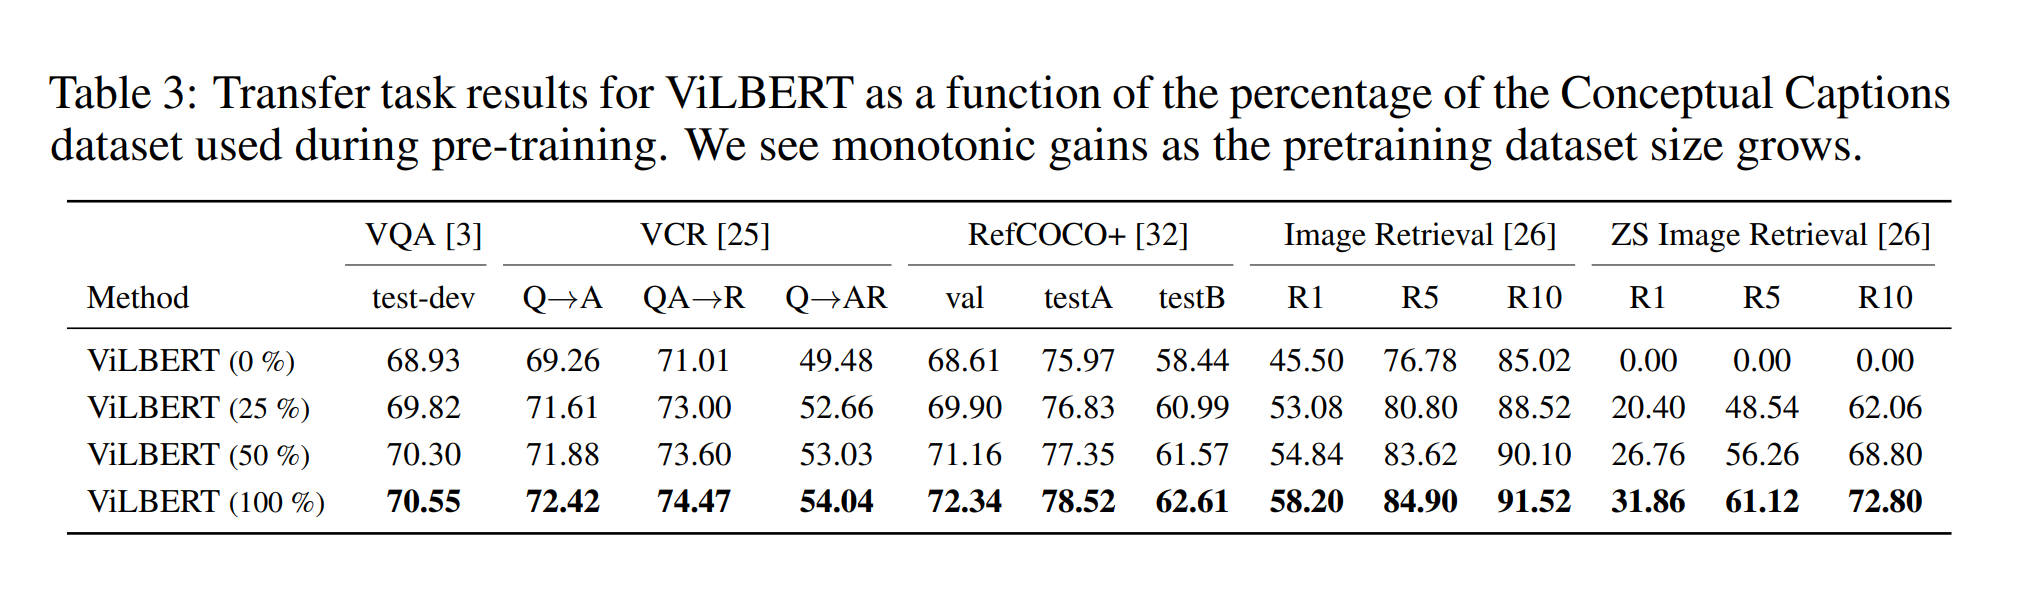 Table 3: Transfer task results for ViLBERT as a function of the percentage of the Conceptual Captions
dataset used during pre-training. We see monotonic gains as the pretraining dataset size grows.
VQA [3] VCR [25] RefCOCO+ [32] Image Retrieval [26] ZS Image Retrieval [26]
Method test-dev Q→A QA→R Q→AR val testA testB R1 R5 R10 R1 R5 R10
ViLBERT (0 %) 68.93 69.26 71.01 49.48 68.61 75.97 58.44 45.50 76.78 85.02 0.00 0.00 0.00
ViLBERT (25 %) 69.82 71.61 73.00 52.66 69.90 76.83 60.99 53.08 80.80 88.52 20.40 48.54 62.06
ViLBERT (50 %) 70.30 71.88 73.60 53.03 71.16 77.35 61.57 54.84 83.62 90.10 26.76 56.26 68.80
ViLBERT (100 %) 70.55 72.42 74.47 54.04 72.34 78.52 62.61 58.20 84.90 91.52 31.86 61.12 72.80